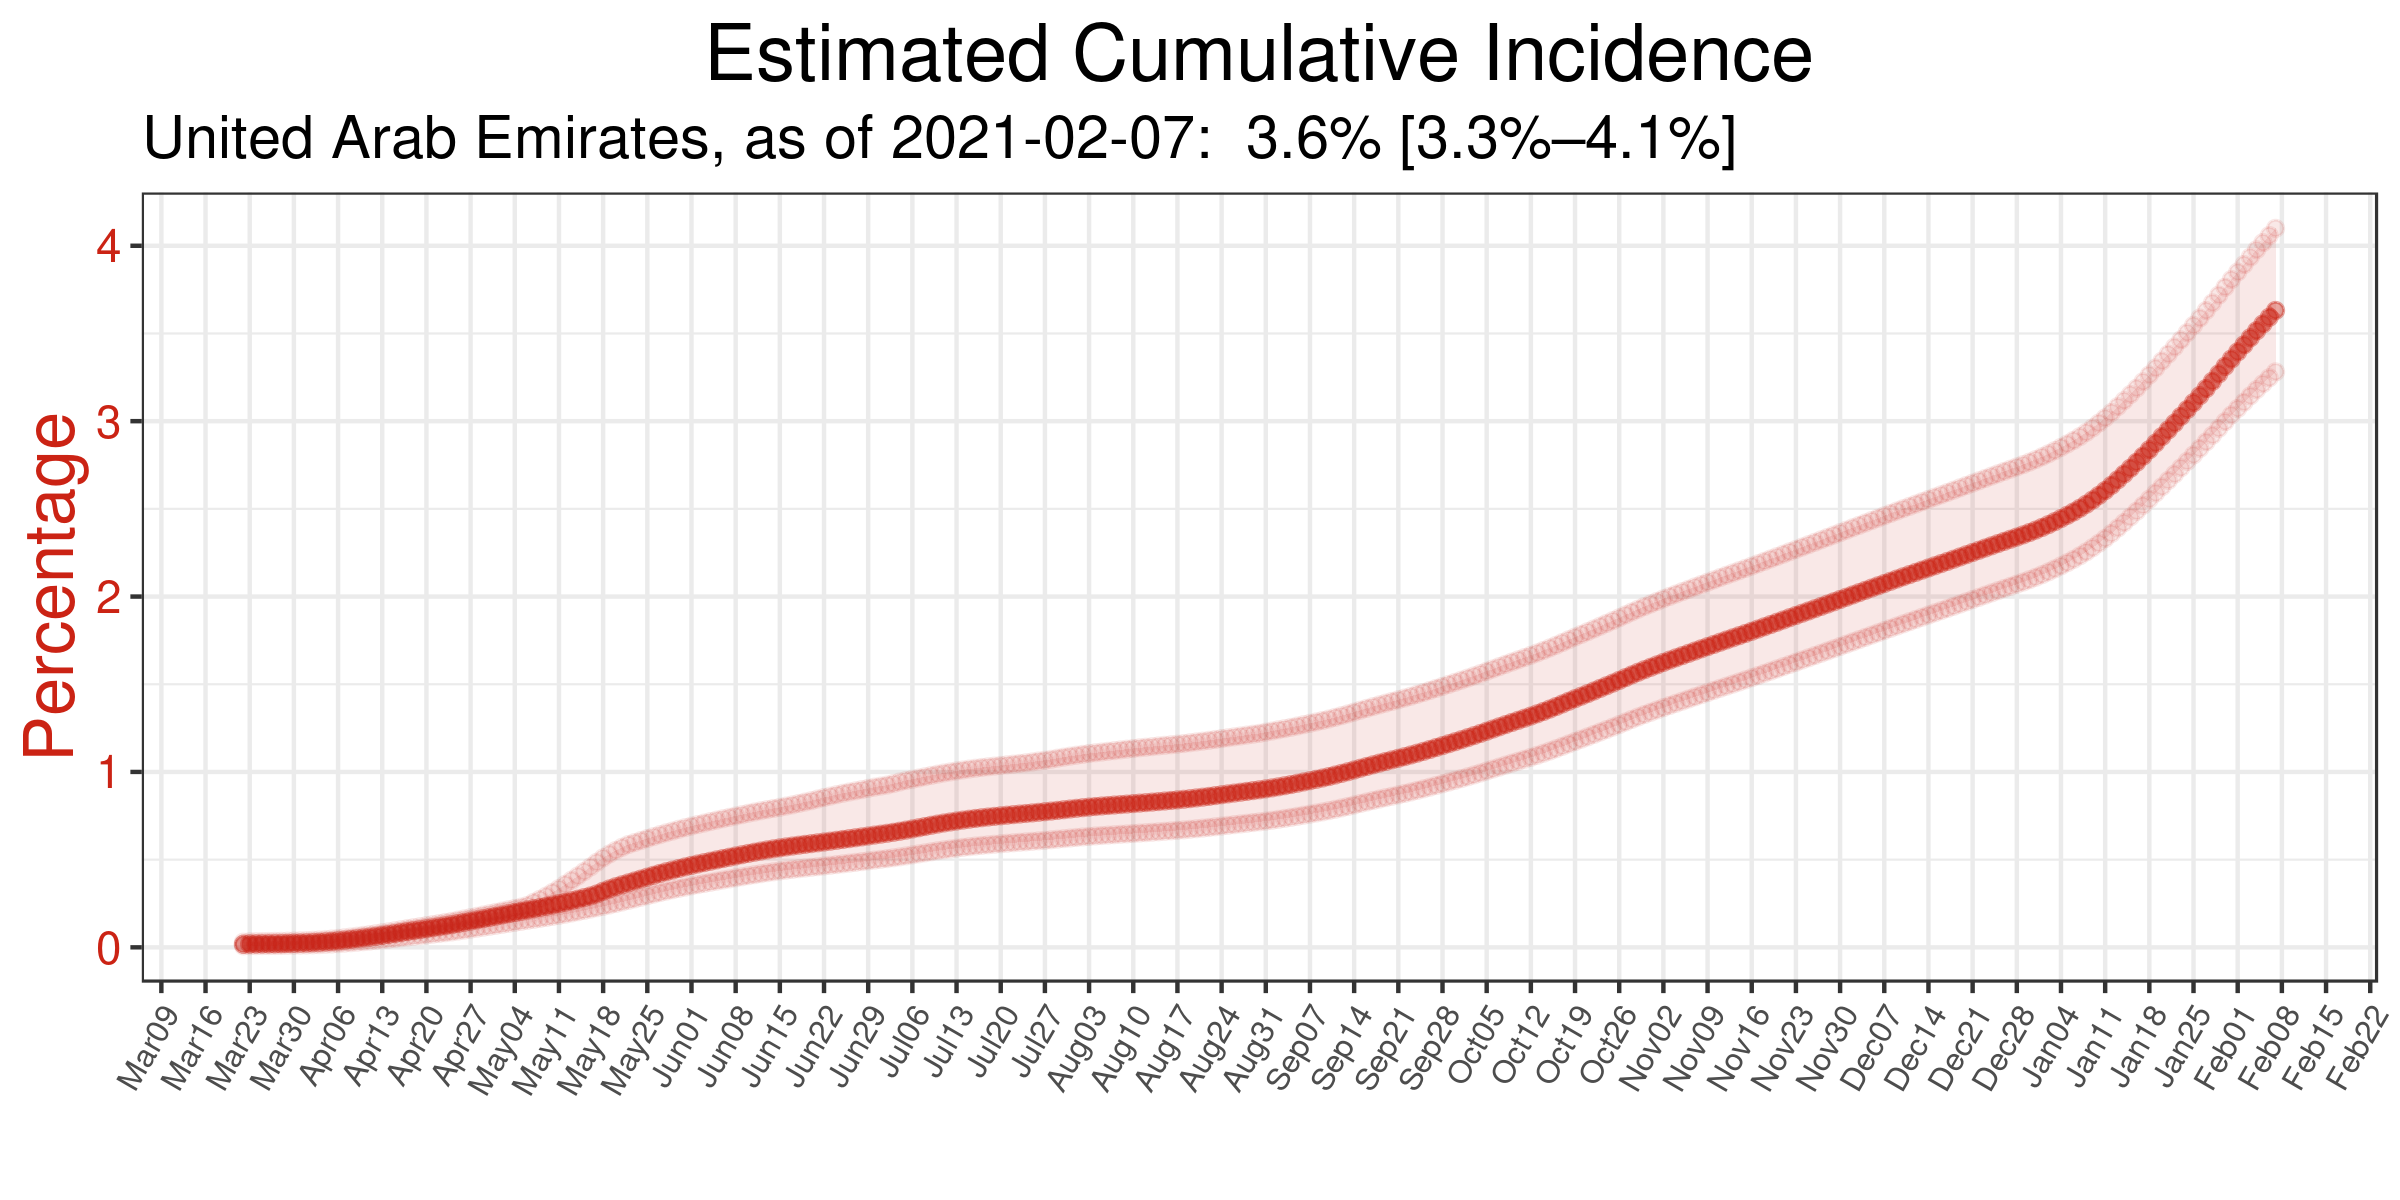 Estimated Cumulative Incidence
United Arab Emirates, as of 2021-02-07:  3.6% [3.3%–4.1%]
Percentage
4
3
2
1
0
Mar09 Mar16 Mar23 Mar30 Apr06 Apr13 Apr20 Apr27 May04 May11 May18 May25 Jun01 Jun08 Jun15 Jun22 Jun29 Jul06 Jul13 Jul20 Jul27 Aug03 Aug10 Aug17 Aug24 Aug31 Sep07 Sep14 Sep21 Sep28 Oct05 Oct12 Oct19 Oct26 Nov02 Nov09 Nov16 Nov23 Nov30 Dec07 Dec14 Dec21 Dec28 Jan04 Jan11 Jan18 Jan25 Feb01 Feb08 Feb15 Feb22